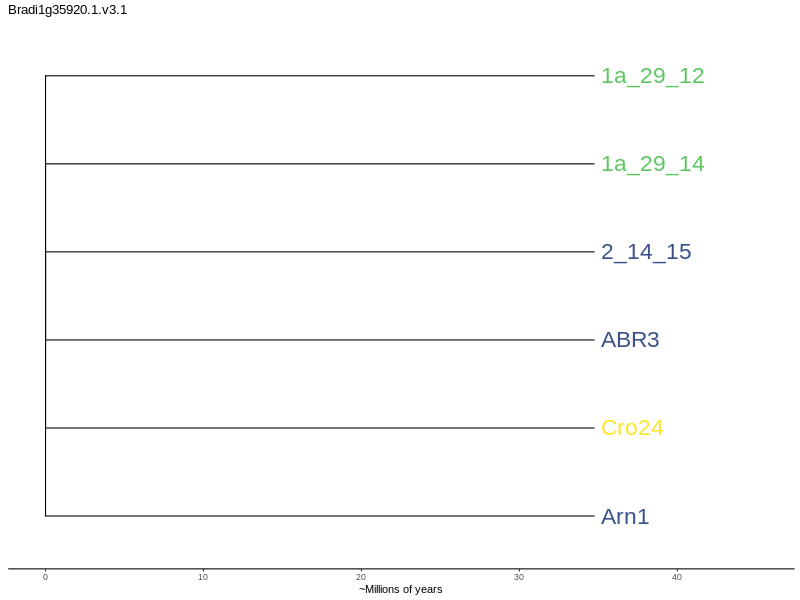 Bradi1g35920.1.v3.1
1a_29_12
1a_29_14
2_14_15
ABR3
Cro24
Arn1
0 10 20 30 40
~Millions of years